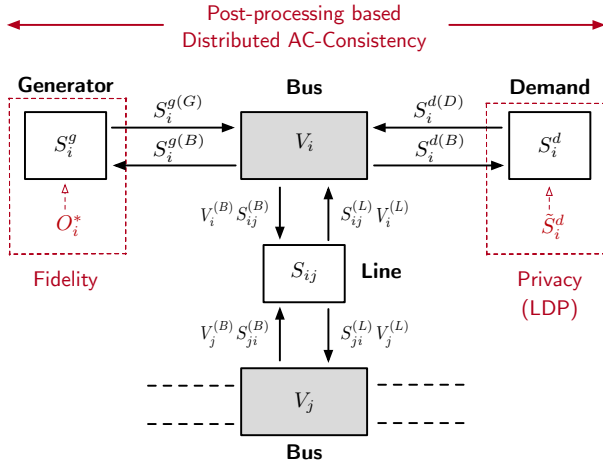 Post-processing based
Distributed AC-Consistency
Generator
Bus
Demand
S_i^g
S_i^{g(G)}
S_i^{g(B)}
V_i
S_i^{d(D)}
S_i^{d(B)}
S_i^d
O_i^*
\tilde{S}_i^d
V_i^{(B)} S_{ij}^{(B)}
S_{ij}^{(L)} V_i^{(L)}
Fidelity
S_{ij}
Line
Privacy
(LDP)
V_j^{(B)} S_{ji}^{(B)}
S_{ji}^{(L)} V_j^{(L)}
V_j
Bus